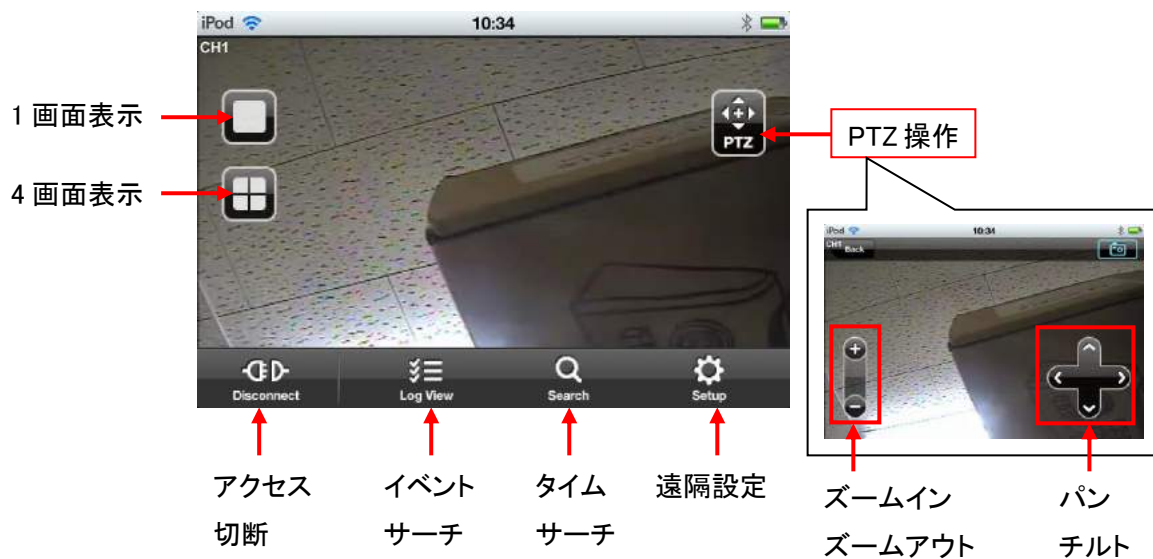 iPod 10:34
CH1
1 画面表示
PTZ
PTZ 操作
4 画面表示
iPod 10:34
CH1 Back
Disconnect
Log View
Search
Setup
アクセス
切断
イベント
サーチ
タイム
サーチ
遠隔設定
ズームイン
ズームアウト
パン
チルト